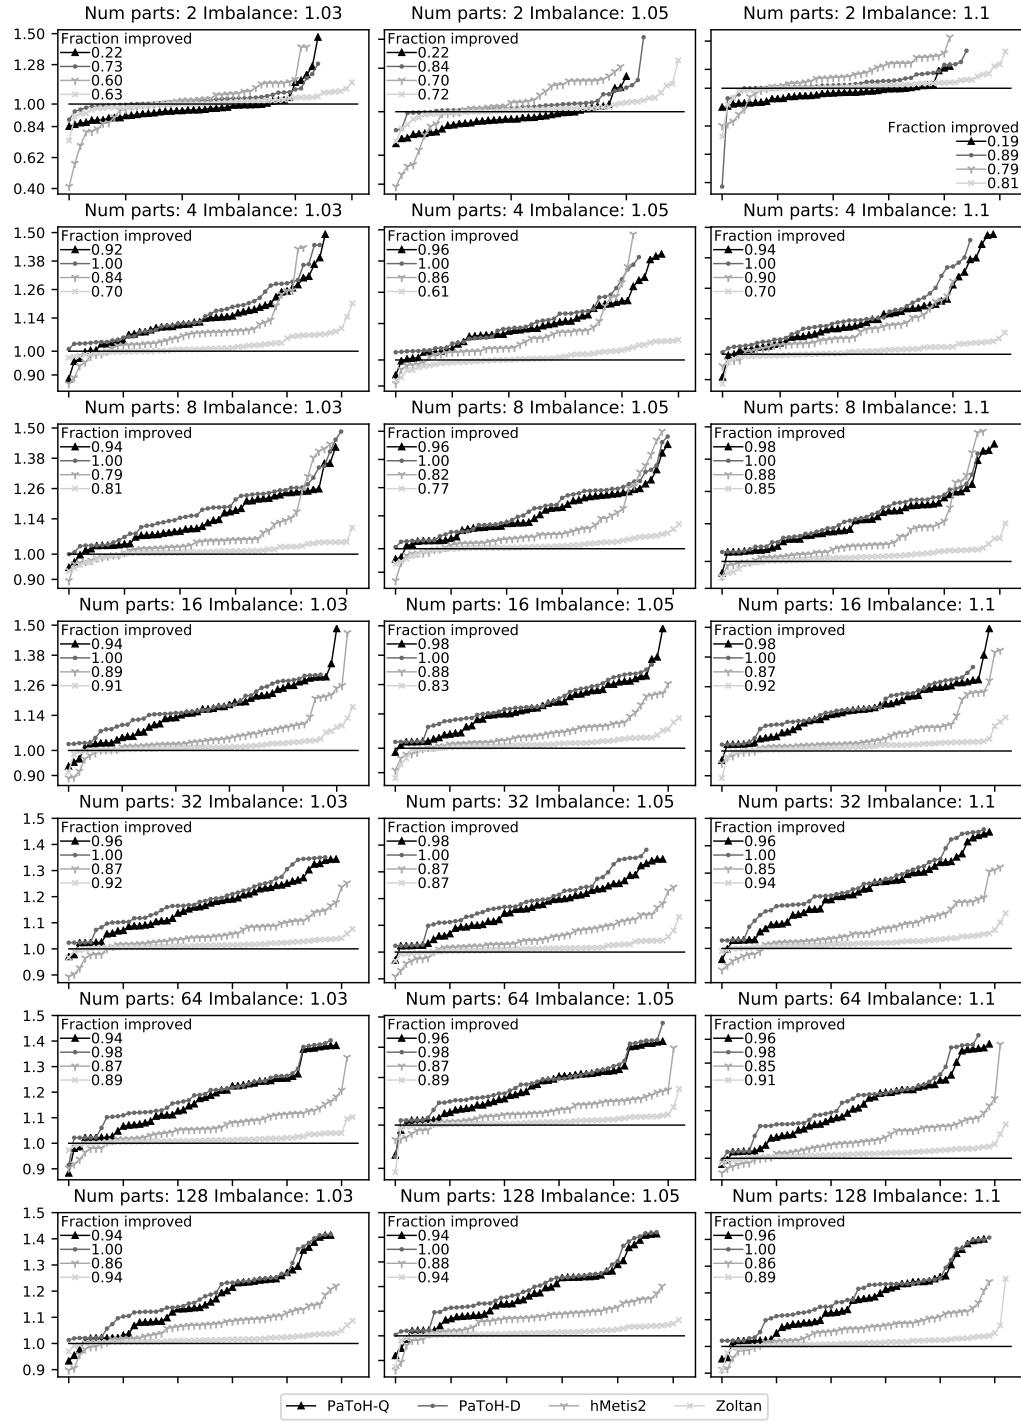 Num parts: 2 Imbalance: 1.03
Num parts: 2 Imbalance: 1.05
Num parts: 2 Imbalance: 1.1
1.50
1.28
1.00
0.84
0.62
0.40
Fraction improved
0.22
0.73
0.60
0.63
Fraction improved
0.22
0.84
0.70
0.72
Fraction improved
0.19
0.89
0.79
0.81
Num parts: 4 Imbalance: 1.03
Num parts: 4 Imbalance: 1.05
Num parts: 4 Imbalance: 1.1
1.50
1.38
1.26
1.14
1.00
0.90
Fraction improved
0.92
1.00
0.84
0.70
Fraction improved
0.96
1.00
0.86
0.61
Fraction improved
0.94
1.00
0.90
0.70
Num parts: 8 Imbalance: 1.03
Num parts: 8 Imbalance: 1.05
Num parts: 8 Imbalance: 1.1
1.50
1.38
1.26
1.14
1.00
0.90
Fraction improved
0.94
1.00
0.79
0.81
Fraction improved
0.96
1.00
0.82
0.77
Fraction improved
0.98
1.00
0.88
0.85
Num parts: 16 Imbalance: 1.03
Num parts: 16 Imbalance: 1.05
Num parts: 16 Imbalance: 1.1
1.50
1.38
1.26
1.14
1.00
0.90
Fraction improved
0.94
1.00
0.89
0.91
Fraction improved
0.98
1.00
0.88
0.83
Fraction improved
0.98
1.00
0.87
0.92
Num parts: 32 Imbalance: 1.03
Num parts: 32 Imbalance: 1.05
Num parts: 32 Imbalance: 1.1
1.5
1.4
1.3
1.2
1.1
1.0
0.9
Fraction improved
0.96
1.00
0.87
0.92
Fraction improved
0.98
1.00
0.87
0.87
Fraction improved
0.96
1.00
0.85
0.94
Num parts: 64 Imbalance: 1.03
Num parts: 64 Imbalance: 1.05
Num parts: 64 Imbalance: 1.1
1.5
1.4
1.3
1.2
1.1
1.0
0.9
Fraction improved
0.94
0.98
0.87
0.89
Fraction improved
0.96
0.98
0.87
0.89
Fraction improved
0.96
0.98
0.85
0.91
Num parts: 128 Imbalance: 1.03
Num parts: 128 Imbalance: 1.05
Num parts: 128 Imbalance: 1.1
1.5
1.4
1.3
1.2
1.1
1.0
0.9
Fraction improved
0.94
1.00
0.86
0.94
Fraction improved
0.94
1.00
0.88
0.94
Fraction improved
0.96
1.00
0.86
0.89
PaToH-Q
PaToH-D
hMetis2
Zoltan